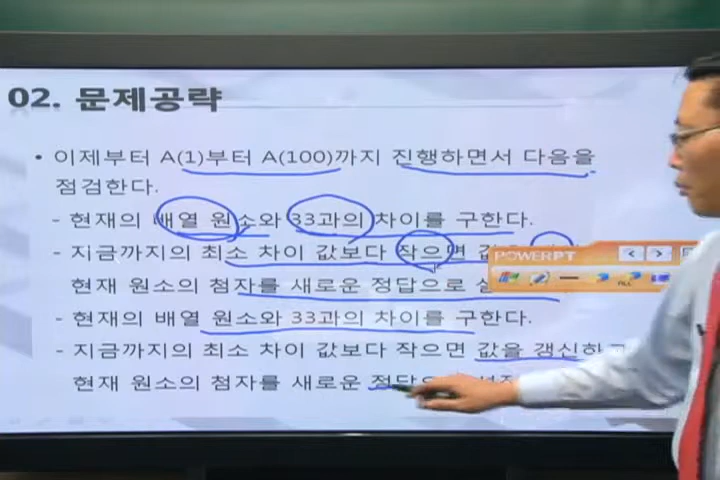 02. 문제공략
• 이제부터 A(1)부터 A(100)까지 진행하면서 다음을
점검한다.
- 현재의 배열 원소와 33과의 차이를 구한다.
- 지금까지의 최소 차이 값보다 작으면
POWERPT
현재 원소의 첨자를 새로운 정답으로
- 현재의 배열 원소와 33과의 차이를 구한다.
- 지금까지의 최소 차이 값보다 작으면 값을 갱신하고
현재 원소의 첨자를 새로운